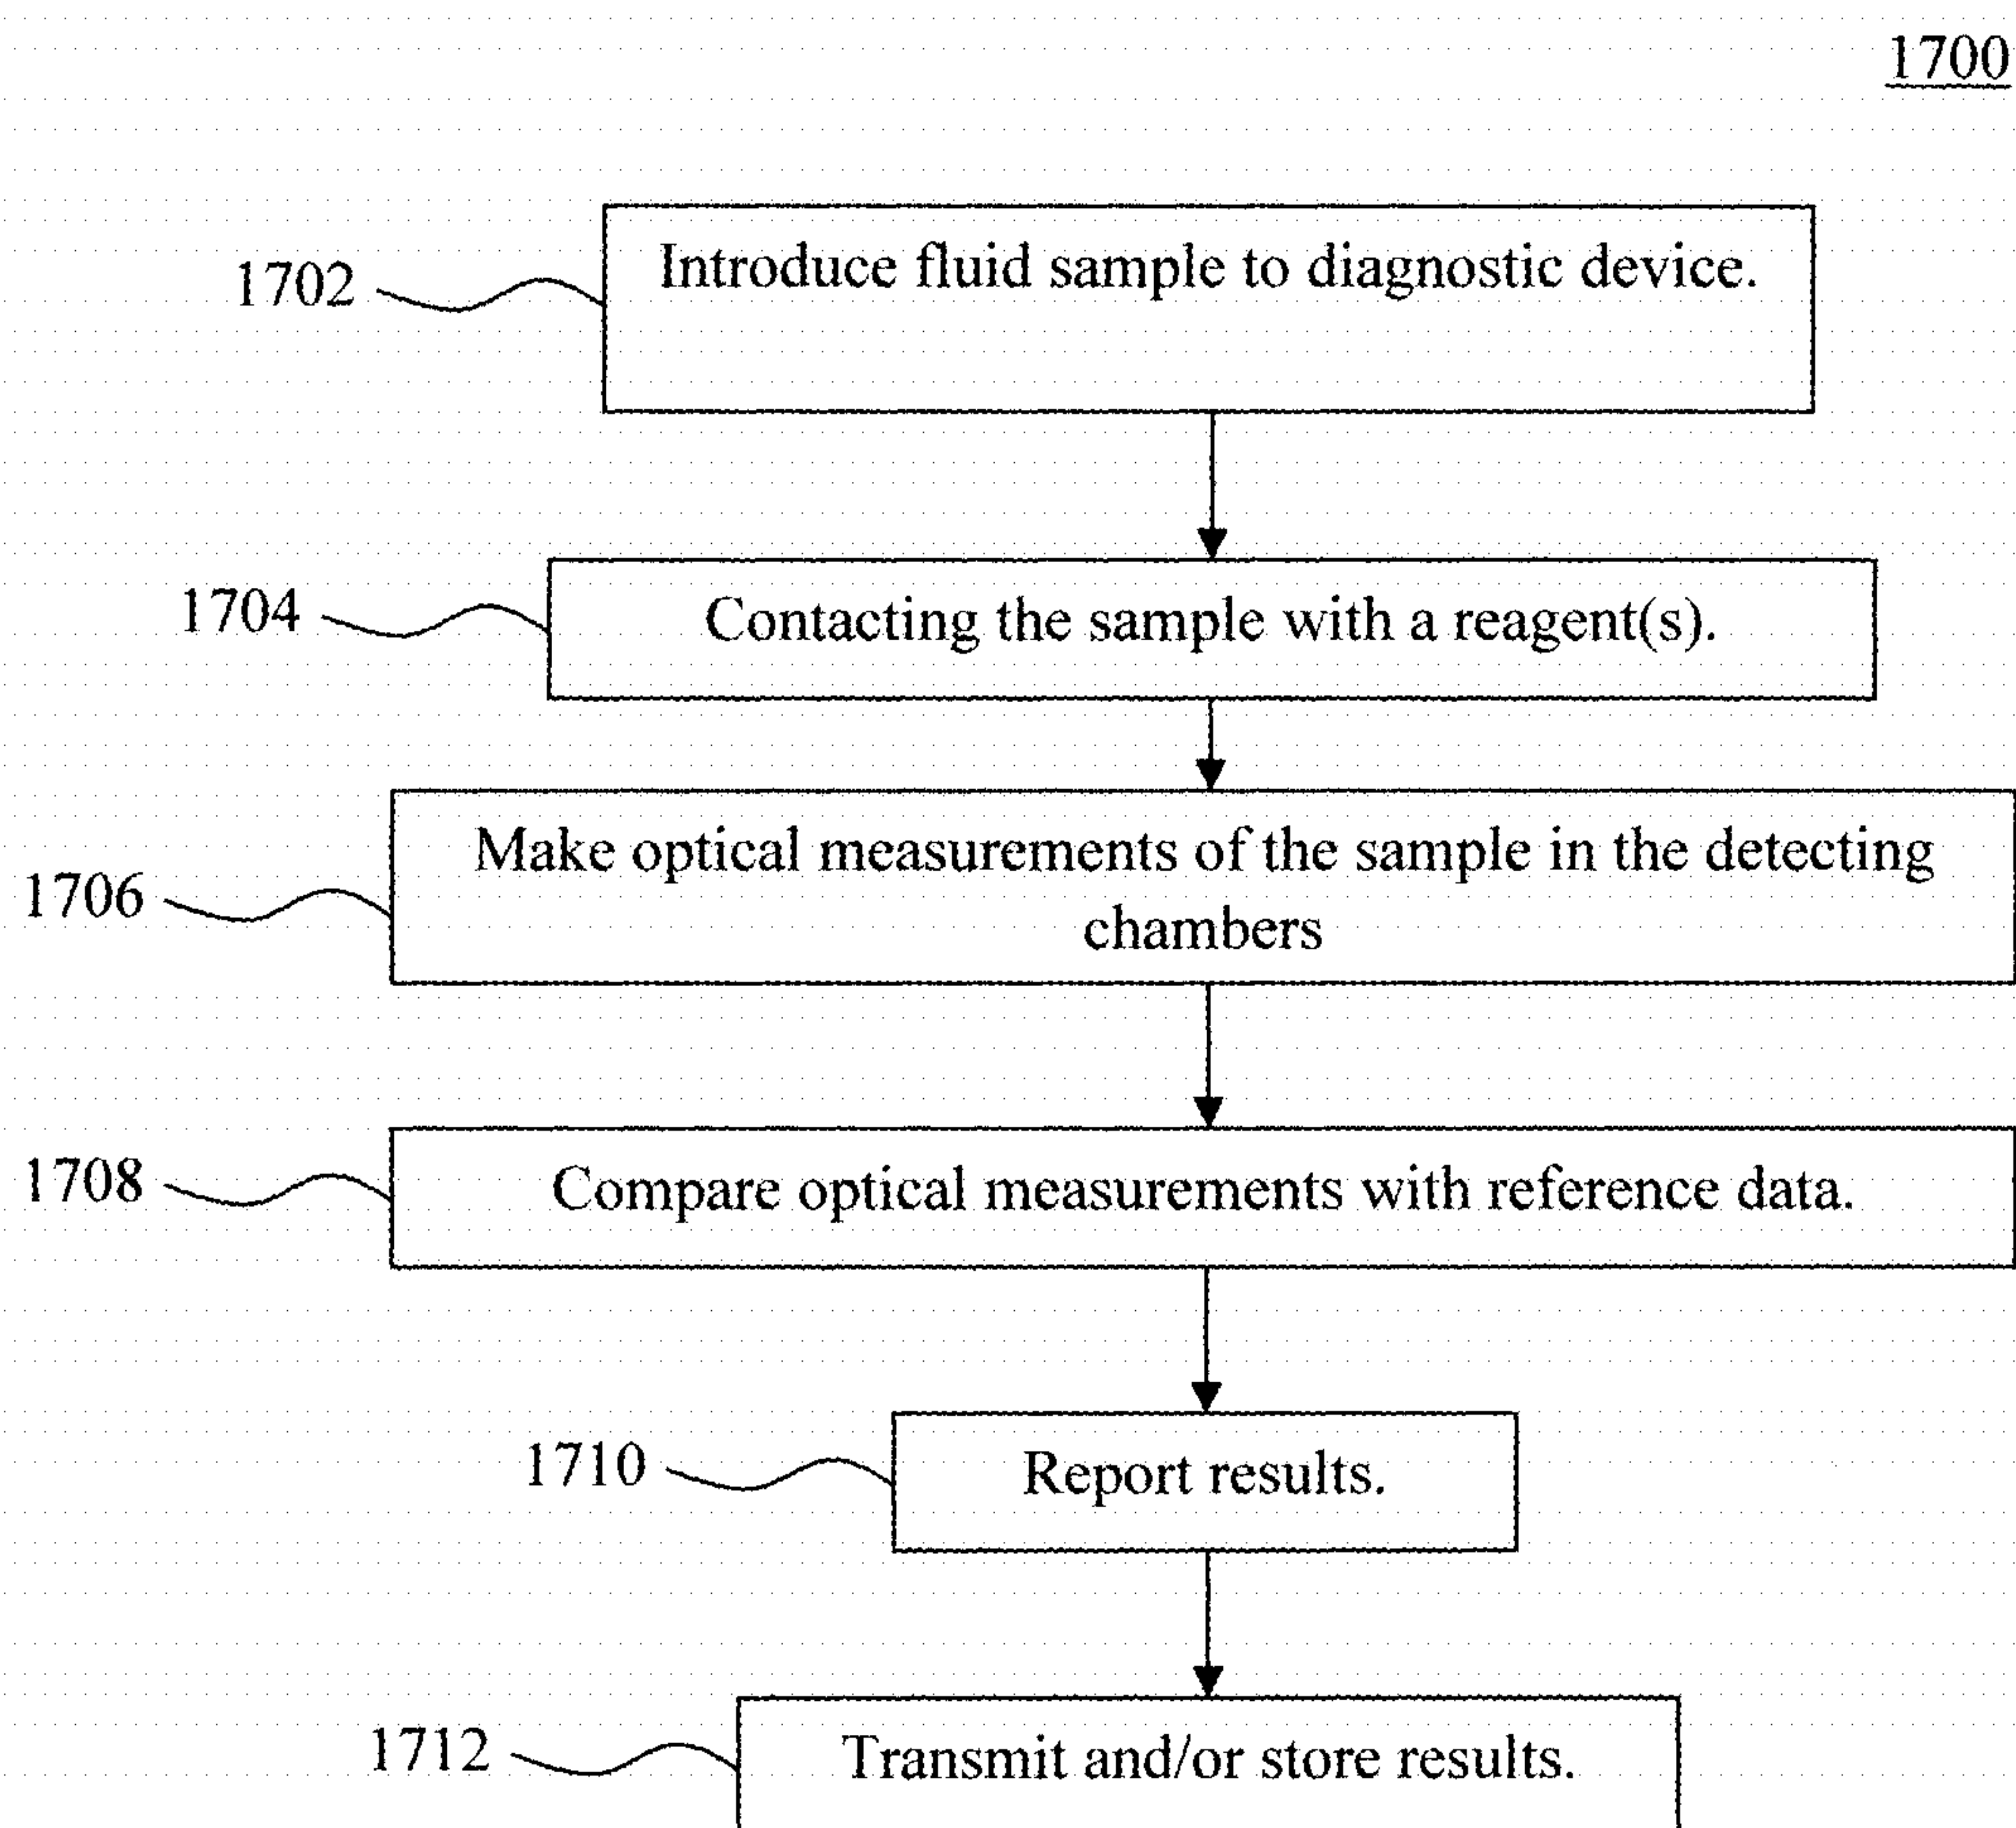 1700
1702
Introduce fluid sample to diagnostic device.
1704
Contacting the sample with a reagent(s).
1706
Make optical measurements of the sample in the detecting
chambers
1708
Compare optical measurements with reference data.
1710
Report results.
1712
Transmit and/or store results.